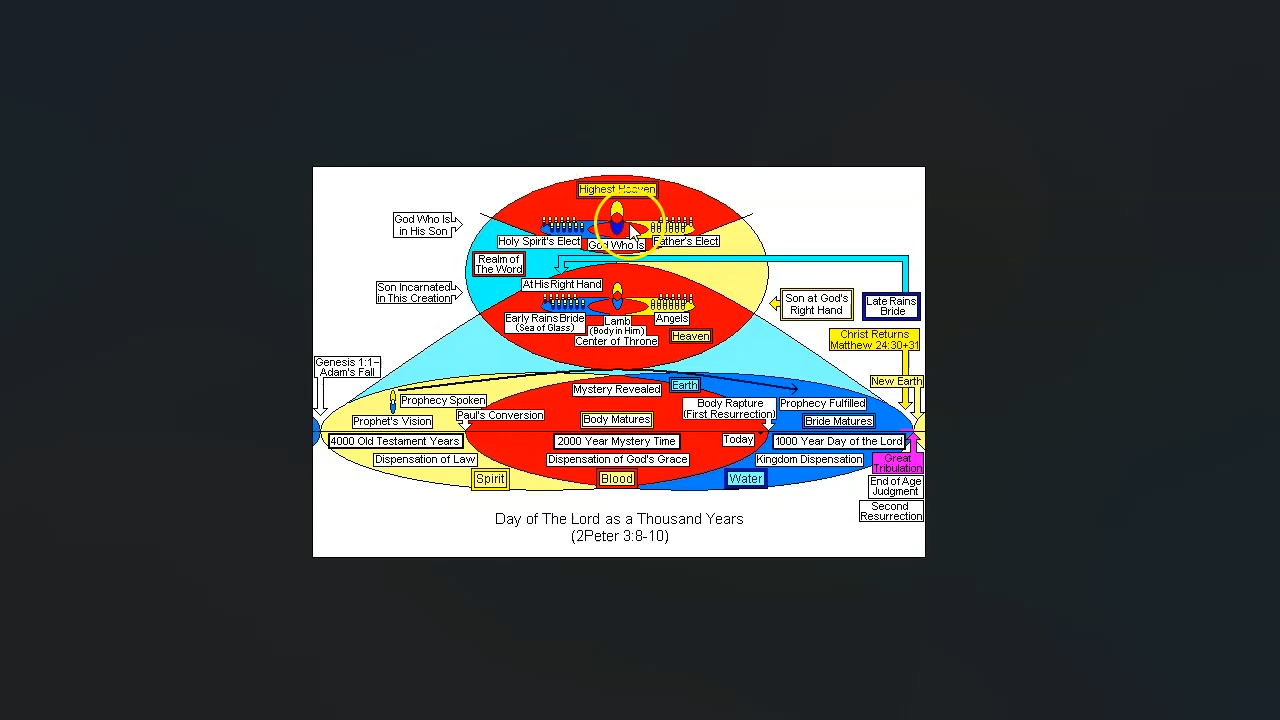 Highest Heaven
God Who Is
in His Son
Holy Spirit's Elect
God Who Is
Father's Elect
Realm of
The Word
At His Right Hand
Son Incarnated
in This Creation
Son at God's
Right Hand
Late Rains
Bride
Early Rains Bride
(Sea of Glass)
Lamb
(Body in Him)
Center of Throne
Angels
Heaven
Christ Returns
Matthew 24:30+31
Genesis 1:1-
Adam's Fall
New Earth
Mystery Revealed
Earth
Prophecy Spoken
Body Rapture
(First Resurrection)
Prophecy Fulfilled
Prophet's Vision
Paul's Conversion
Body Matures
Bride Matures
4000 Old Testament Years
2000 Year Mystery Time
Today
1000 Year Day of the Lord
Dispensation of Law
Dispensation of God's Grace
Kingdom Dispensation
Great
Tribulation
Spirit
Blood
Water
End of Age
Judgment
Second
Resurrection
Day of The Lord as a Thousand Years
(2Peter 3:8-10)